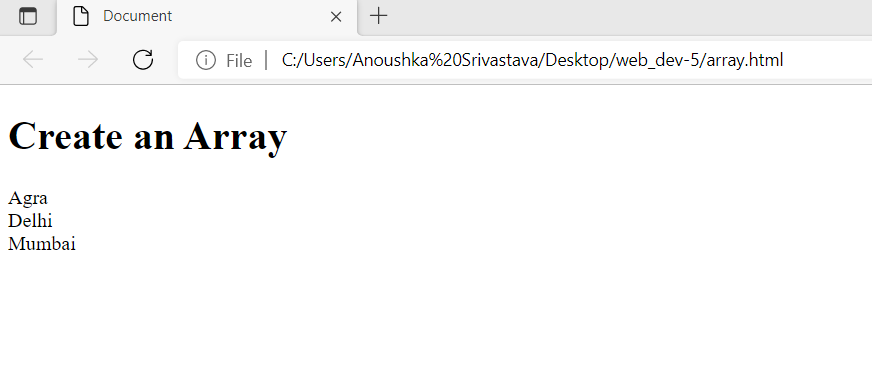 Document
File
C:/Users/Anoushka%20Srivastava/Desktop/web_dev-5/array.html
Create an Array
Agra
Delhi
Mumbai